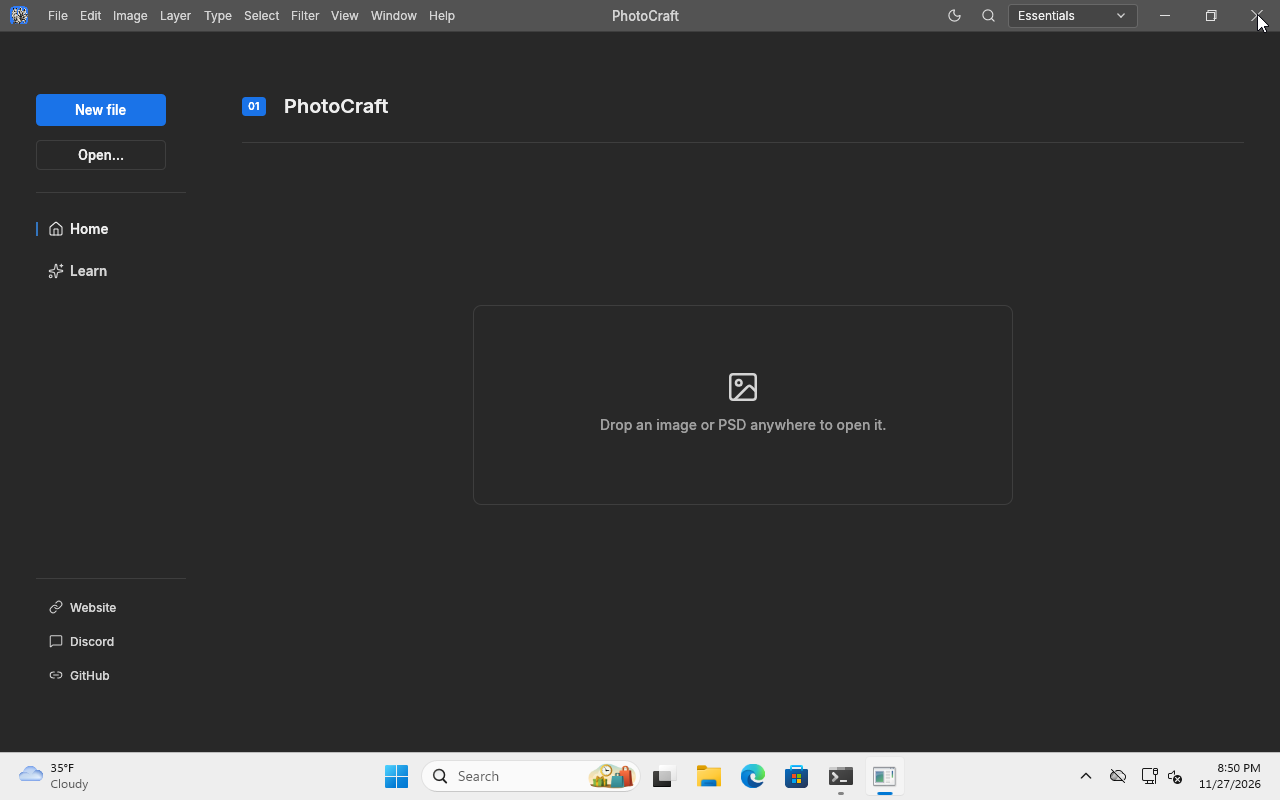 File Edit Image Layer Type Select Filter View Window Help
PhotoCraft
Essentials
New file
Open...
Home
Learn
01 PhotoCraft
Drop an image or PSD anywhere to open it.
Website
Discord
GitHub
35°F
Cloudy
Search
8:50 PM
11/27/2026